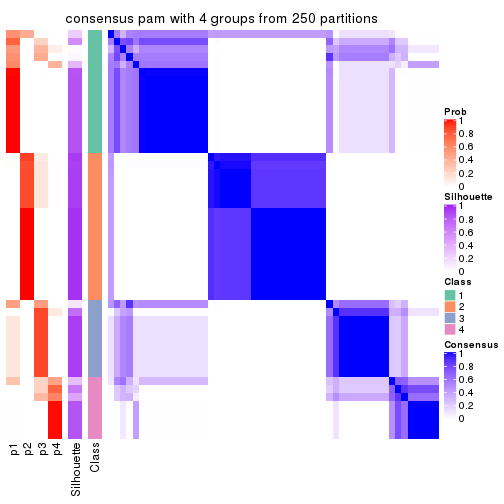 consensus pam with 4 groups from 250 partitions
Prob
1
0.8
0.6
0.4
0.2
0
Silhouette
1
0.8
0.6
0.4
0.2
0
Class
1
2
3
4
Consensus
1
0.8
0.6
0.4
0.2
0
p1
p2
p3
p4
Silhouette
Class